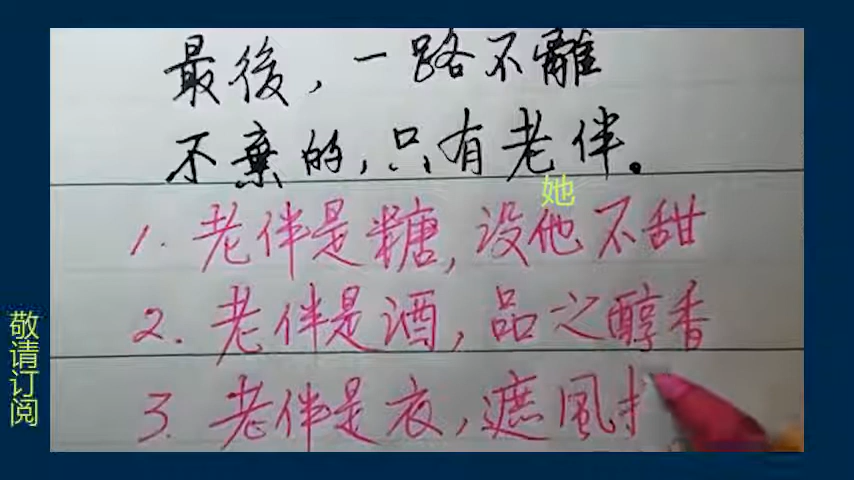 最後，一路不離
不棄的，只有老伴。
她
1. 老伴是糖，设他不甜
2. 老伴是酒，品之醇香
3. 老伴是衣，遮風
敬请订阅